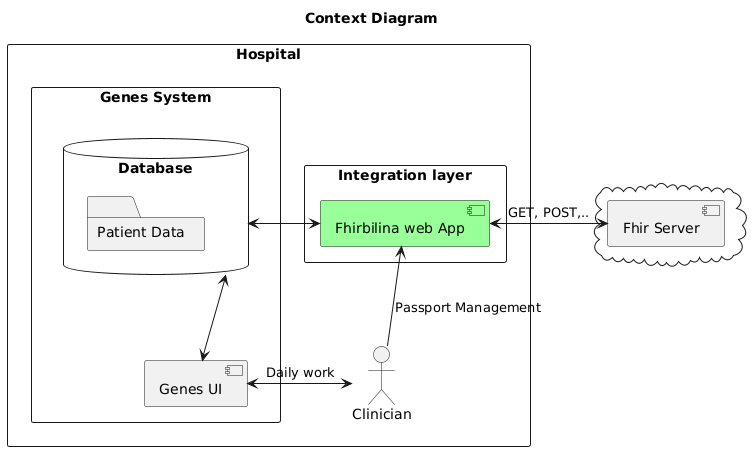 Context Diagram
Hospital
Genes System
Database
Patient Data
Integration layer
Fhirbilina web App
GET, POST,..
Fhir Server
Passport Management
Genes UI
Daily work
Clinician